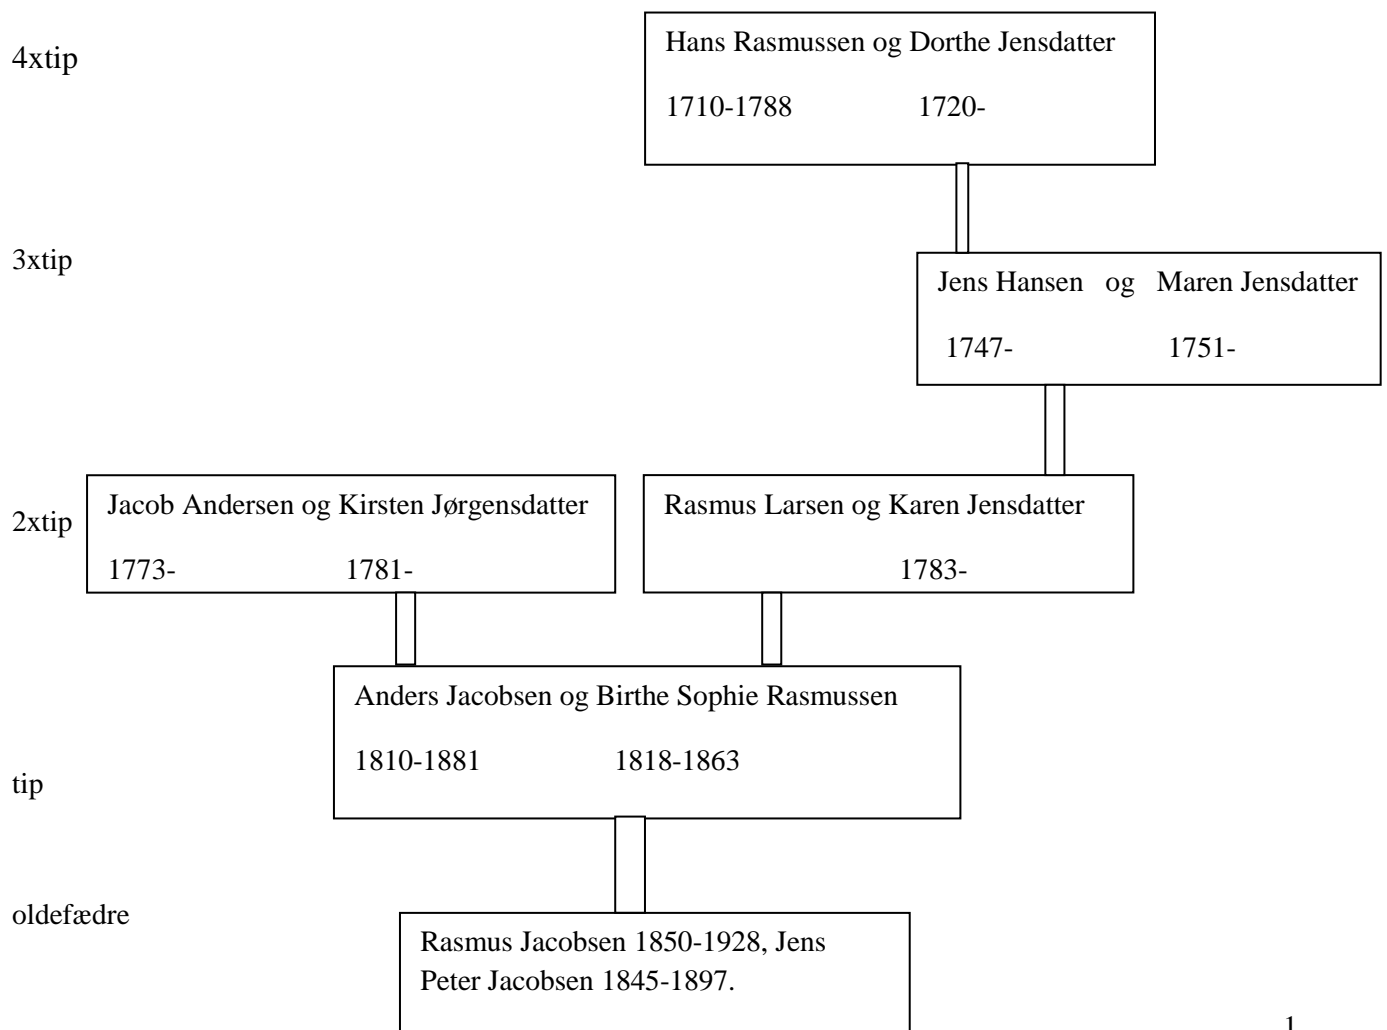 4xtip
Hans Rasmussen og Dorthe Jensdatter
1710-1788 1720-
3xtip
Jens Hansen og Maren Jensdatter
1747- 1751-
2xtip
Jacob Andersen og Kirsten Jørgensdatter
1773- 1781-
Rasmus Larsen og Karen Jensdatter
1783-
Anders Jacobsen og Birthe Sophie Rasmussen
1810-1881 1818-1863
tip
oldefædre
Rasmus Jacobsen 1850-1928, Jens
Peter Jacobsen 1845-1897.
1